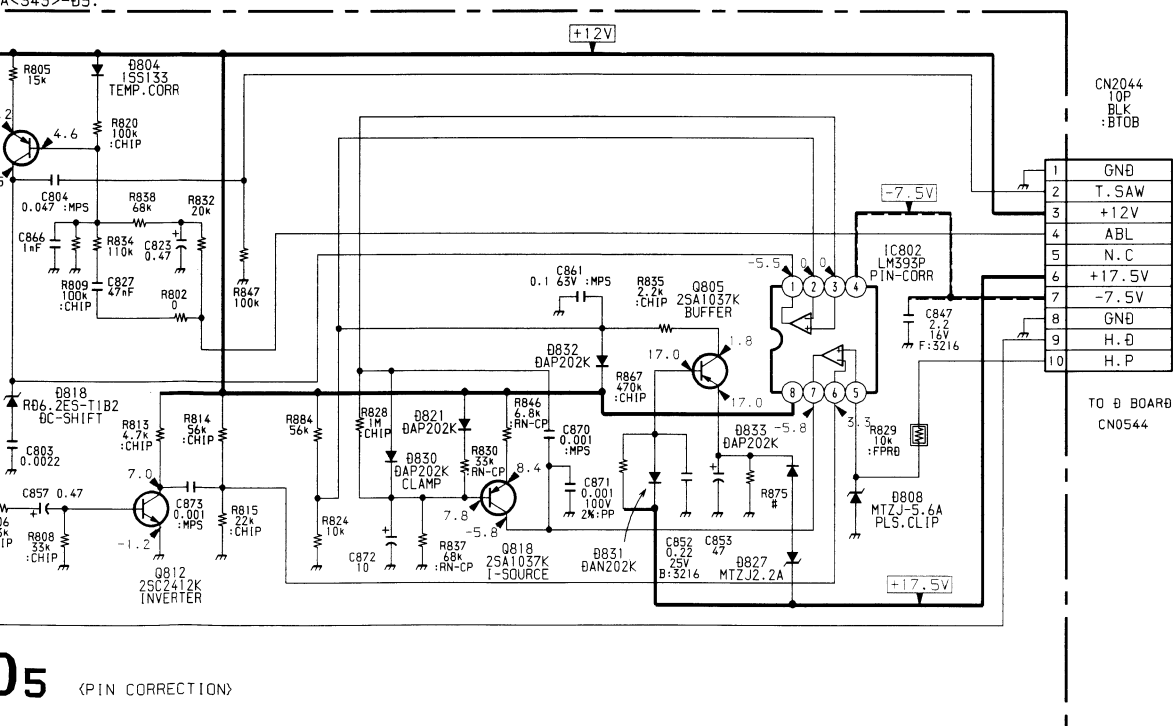 A<343>-D5.
+12V
R805
15k
D804
1SS133
TEMP.CORR
CN2044
10P
BLK
:BTOB
R820
100k
:CHIP
4.6
C804
0.047 :MPS
R838
68k
R832
20k
C866
1nF
R834
110k
C823
0.47
R809
100k
:CHIP
C827
47nF
R802
0
R847
100k
1 GND
2 T.SAW
3 +12V
4 ABL
5 N.C
6 +17.5V
7 -7.5V
8 GND
9 H.D
10 H.P
TO D BOARD
CN0544
-7.5V
IC802
LM393P
PIN-CORR
-5.5 0 0
1 2 3 4
8 7 6 5
-5.8
3.3
C847
2.2
16V
F:3216
C861
0.1 63V :MPS
R835
2.2k
:CHIP
Q805
2SA1037K
BUFFER
1.8
17.0
17.0
D832
DAP202K
R867
470k
:CHIP
D818
RD6.2ES-T1B2
DC-SHIFT
C803
0.0022
R813
4.7k
:CHIP
R814
56k
:CHIP
R884
56k
R828
1M
:CHIP
D821
DAP202K
R846
6.8k
:RN-CP
C870
0.001
:MPS
D833
DAP202K
R829
10k
:FPRD
D830
DAP202K
CLAMP
R830
33k
:RN-CP
8.4
7.0
7.8
-5.8
C857 0.47
R808
33k
:CHIP
-1.2
C873
0.001
:MPS
R815
22k
:CHIP
R824
10k
C872
10
R837
68k
:RN-CP
Q818
2SA1037K
I-SOURCE
C871
0.001
100V
2%:PP
D831
DAN202K
C852
0.22
25V
B:3216
C853
47
R875
#
D827
MTZJ2.2A
D808
MTZJ-5.6A
PLS.CLIP
Q812
2SC2412K
INVERTER
+17.5V
D5 〈PIN CORRECTION〉